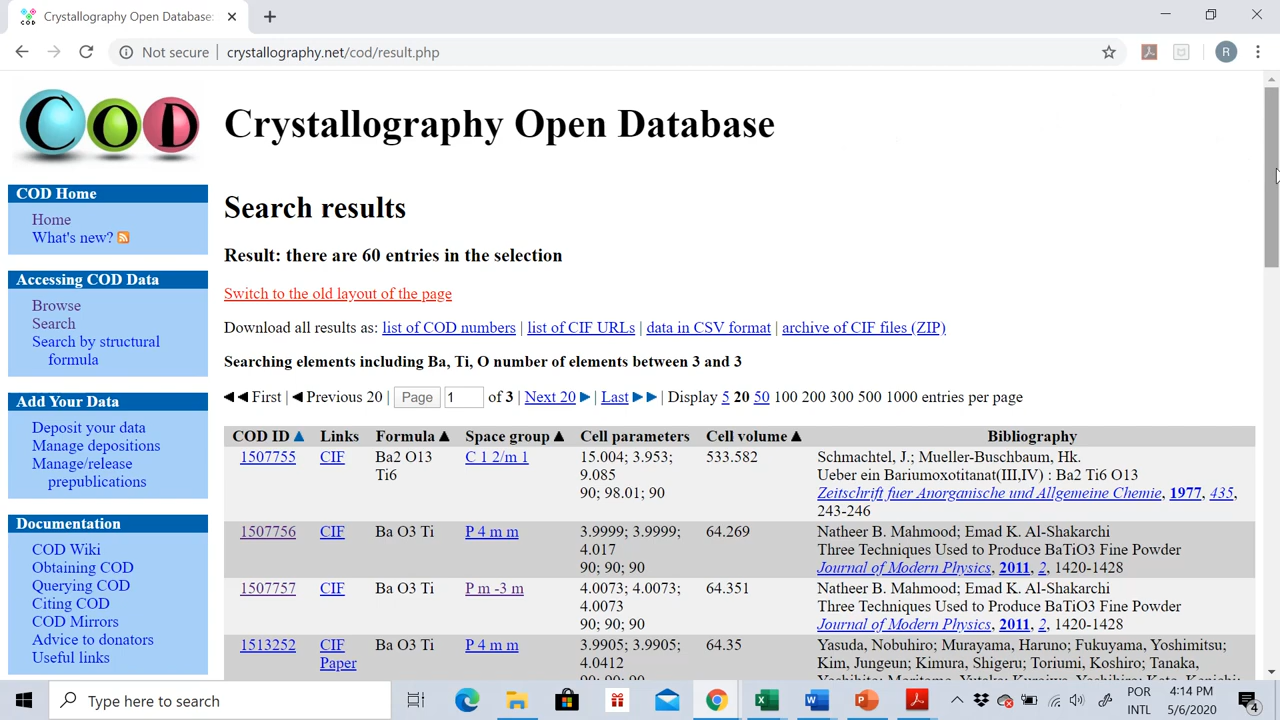 Crystallography Open Database:
Not secure | crystallography.net/cod/result.php
R
COD
Crystallography Open Database
COD Home
Home
What's new?
Accessing COD Data
Browse
Search
Search by structural
formula
Add Your Data
Deposit your data
Manage depositions
Manage/release
prepublications
Documentation
COD Wiki
Obtaining COD
Querying COD
Citing COD
COD Mirrors
Advice to donators
Useful links
Search results
Result: there are 60 entries in the selection
Switch to the old layout of the page
Download all results as: list of COD numbers | list of CIF URLs | data in CSV format | archive of CIF files (ZIP)
Searching elements including Ba, Ti, O number of elements between 3 and 3
First | Previous 20 | Page 1 of 3 | Next 20 | Last | Display 5 20 50 100 200 300 500 1000 entries per page
COD ID Links Formula Space group Cell parameters Cell volume Bibliography
1507755 CIF Ba2 O13 C 1 2/m 1 15.004; 3.953; 533.582 Schmachtel, J.; Mueller-Buschbaum, Hk.
Ti6 9.085 Ueber ein Bariumoxotitanat(III,IV) : Ba2 Ti6 O13
90; 98.01; 90 Zeitschrift fuer Anorganische und Allgemeine Chemie, 1977, 435,
243-246
1507756 CIF Ba O3 Ti P 4 m m 3.9999; 3.9999; 64.269 Natheer B. Mahmood; Emad K. Al-Shakarchi
4.017 Three Techniques Used to Produce BaTiO3 Fine Powder
90; 90; 90 Journal of Modern Physics, 2011, 2, 1420-1428
1507757 CIF Ba O3 Ti P m -3 m 4.0073; 4.0073; 64.351 Natheer B. Mahmood; Emad K. Al-Shakarchi
4.0073 Three Techniques Used to Produce BaTiO3 Fine Powder
90; 90; 90 Journal of Modern Physics, 2011, 2, 1420-1428
1513252 CIF Ba O3 Ti P 4 m m 3.9905; 3.9905; 64.35 Yasuda, Nobuhiro; Murayama, Haruno; Fukuyama, Yoshimitsu;
Paper 4.0412 Kim, Jungeun; Kimura, Shigeru; Toriumi, Koshiro; Tanaka,
Type here to search
POR
INTL
4:14 PM
5/6/2020
4